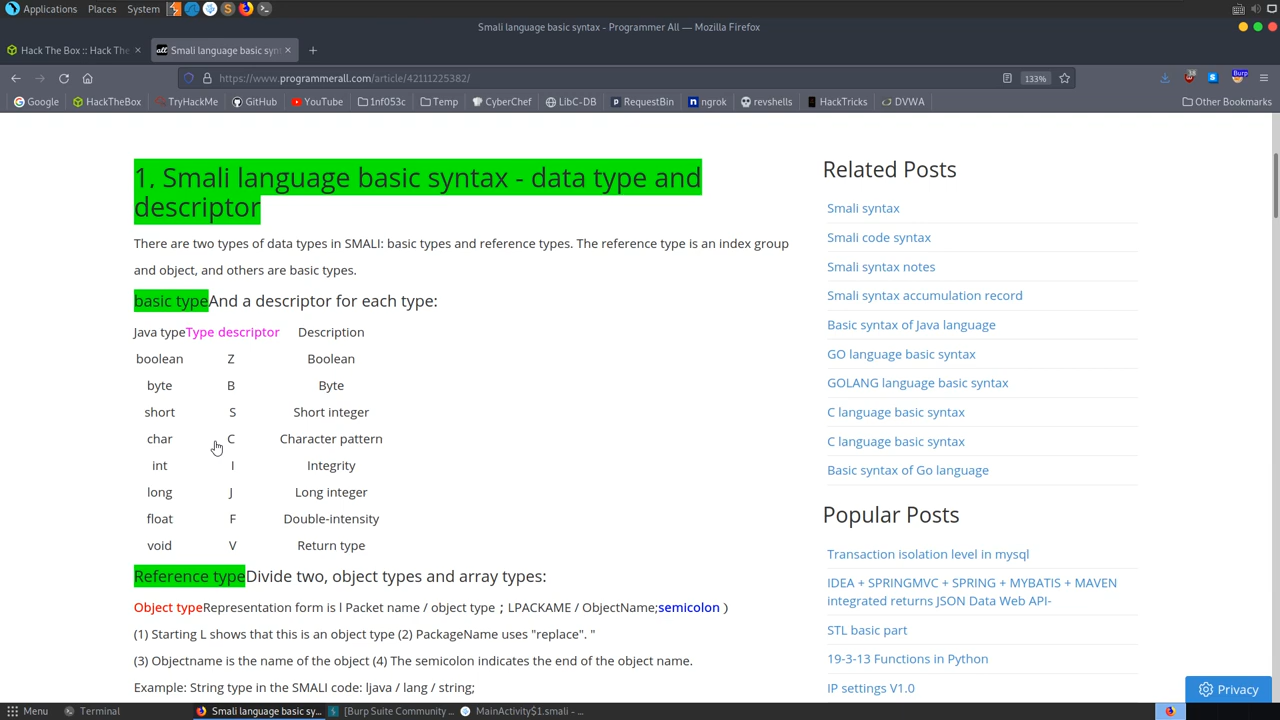 Applications Places System
Smali language basic syntax - Programmer All — Mozilla Firefox
Hack The Box :: Hack The
Smali language basic synt
https://www.programmerall.com/article/42111225382/
133%
Burp
Google HackTheBox TryHackMe GitHub YouTube 1nf053c Temp CyberChef LibC-DB RequestBin ngrok revshells HackTricks DVWA Other Bookmarks
1, Smali language basic syntax - data type and
descriptor
There are two types of data types in SMALI: basic types and reference types. The reference type is an index group
and object, and others are basic types.
basic typeAnd a descriptor for each type:
Java typeType descriptor Description
boolean Z Boolean
byte B Byte
short S Short integer
char C Character pattern
int I Integrity
long J Long integer
float F Double-intensity
void V Return type
Reference typeDivide two, object types and array types:
Object typeRepresentation form is l Packet name / object type ; LPACKAME / ObjectName;semicolon )
(1) Starting L shows that this is an object type (2) PackageName uses "replace". "
(3) Objectname is the name of the object (4) The semicolon indicates the end of the object name.
Example: String type in the SMALI code: ljava / lang / string;
Related Posts
Smali syntax
Smali code syntax
Smali syntax notes
Smali syntax accumulation record
Basic syntax of Java language
GO language basic syntax
GOLANG language basic syntax
C language basic syntax
C language basic syntax
Basic syntax of Go language
Popular Posts
Transaction isolation level in mysql
IDEA + SPRINGMVC + SPRING + MYBATIS + MAVEN
integrated returns JSON Data Web API-
STL basic part
19-3-13 Functions in Python
IP settings V1.0
Privacy
Menu Terminal Smali language basic sy... [Burp Suite Community ... MainActivity$1.smali - ...